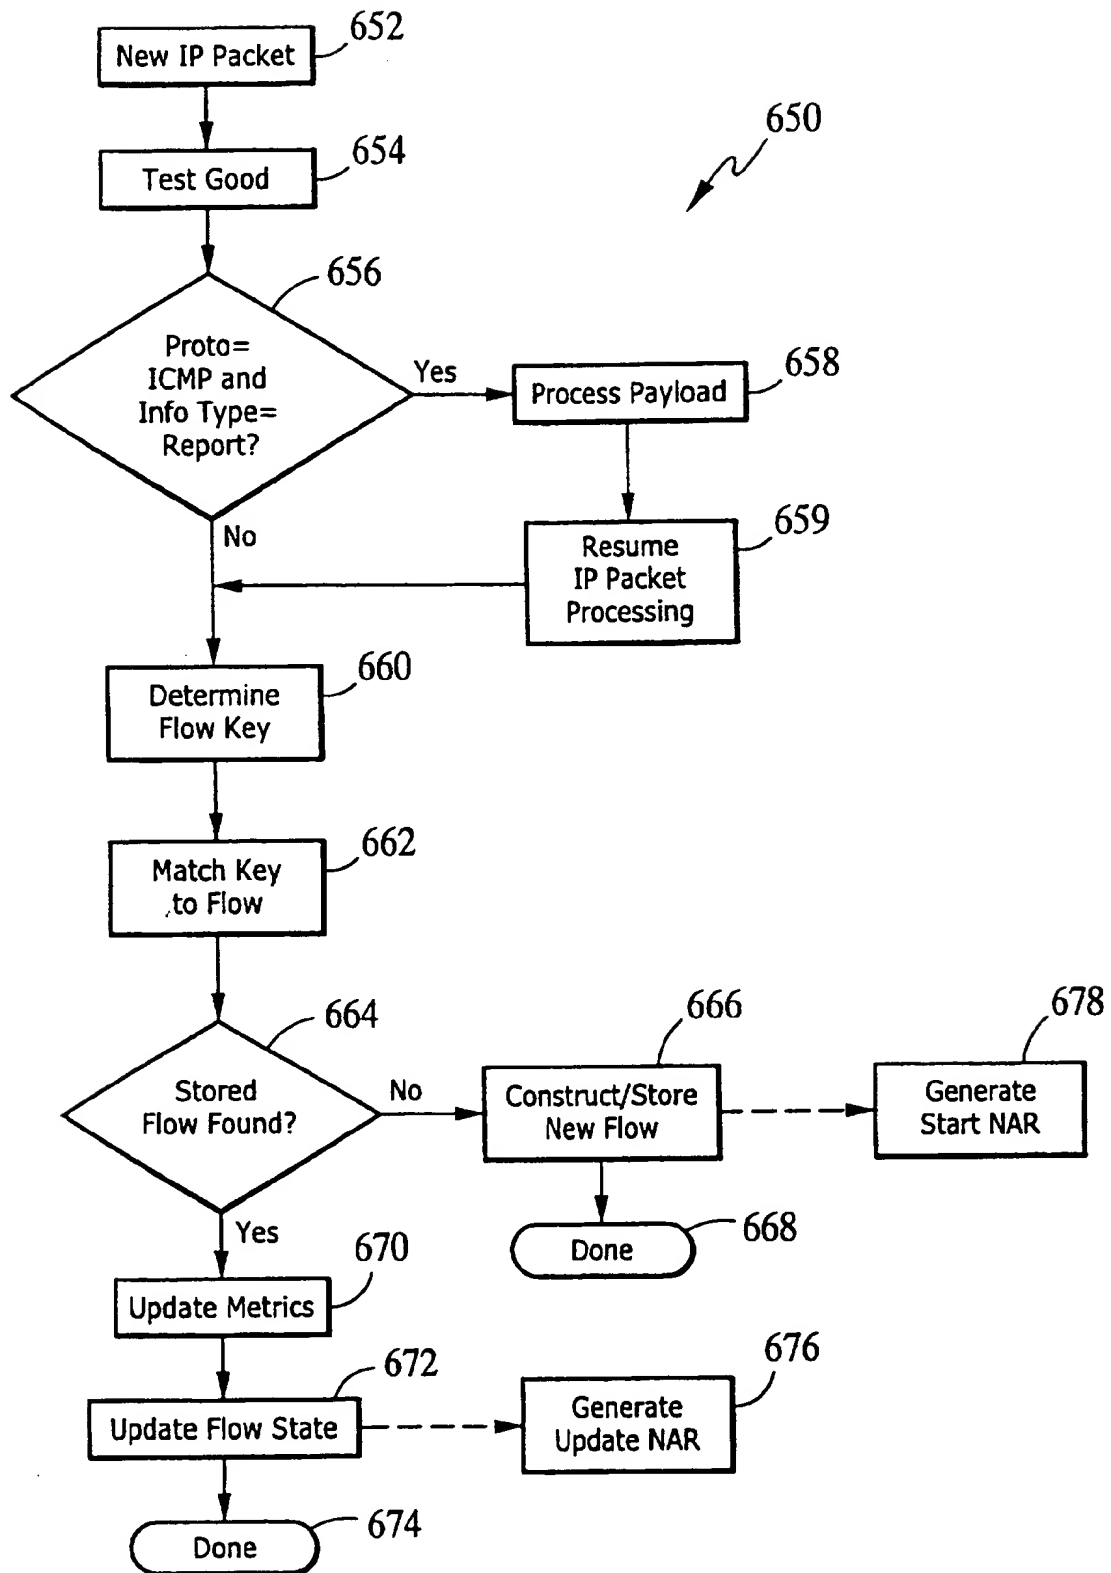 652
New IP Packet
650
654
Test Good
656
Proto=
ICMP and
Info Type=
Report?
Yes
658
Process Payload
No
659
Resume
IP Packet
Processing
660
Determine
Flow Key
662
Match Key
to Flow
664
Stored
Flow Found?
No
666
Construct/Store
New Flow
678
Generate
Start NAR
Yes
668
Done
670
Update Metrics
672
Update Flow State
676
Generate
Update NAR
674
Done